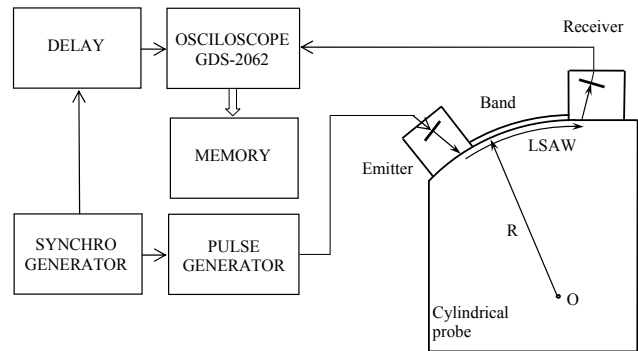 DELAY
OSCILOSCOPE
GDS-2062
MEMORY
SYNCHRO
GENERATOR
PULSE
GENERATOR
Receiver
Band
LSAW
Emitter
R
O
Cylindrical
probe